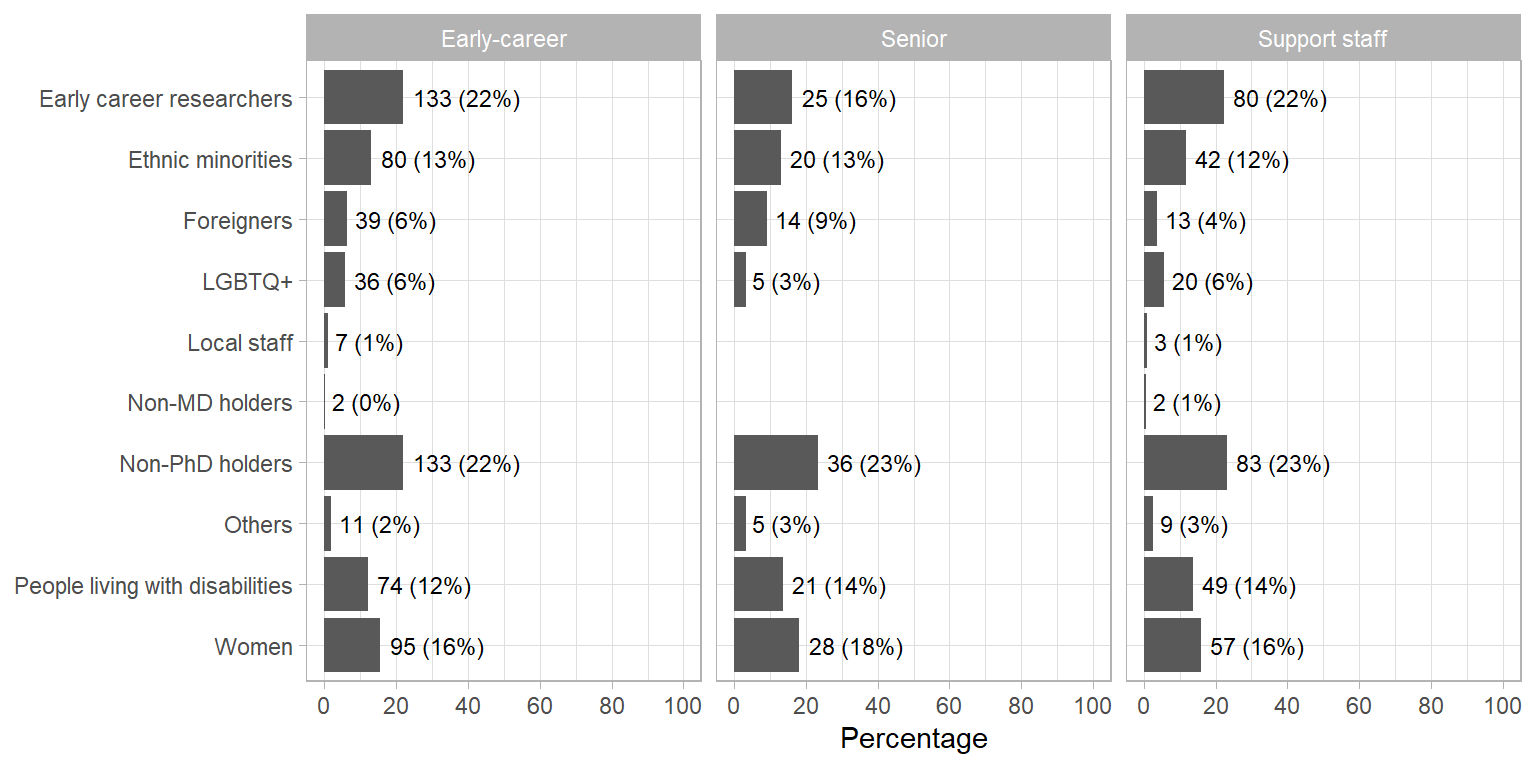 Early-career Senior Support staff
Early career researchers 133 (22%) 25 (16%) 80 (22%)
Ethnic minorities 80 (13%) 20 (13%) 42 (12%)
Foreigners 39 (6%) 14 (9%) 13 (4%)
LGBTQ+ 36 (6%) 5 (3%) 20 (6%)
Local staff 7 (1%) 3 (1%)
Non-MD holders 2 (0%) 2 (1%)
Non-PhD holders 133 (22%) 36 (23%) 83 (23%)
Others 11 (2%) 5 (3%) 9 (3%)
People living with disabilities 74 (12%) 21 (14%) 49 (14%)
Women 95 (16%) 28 (18%) 57 (16%)
0 20 40 60 80 100 0 20 40 60 80 100 0 20 40 60 80 100
Percentage